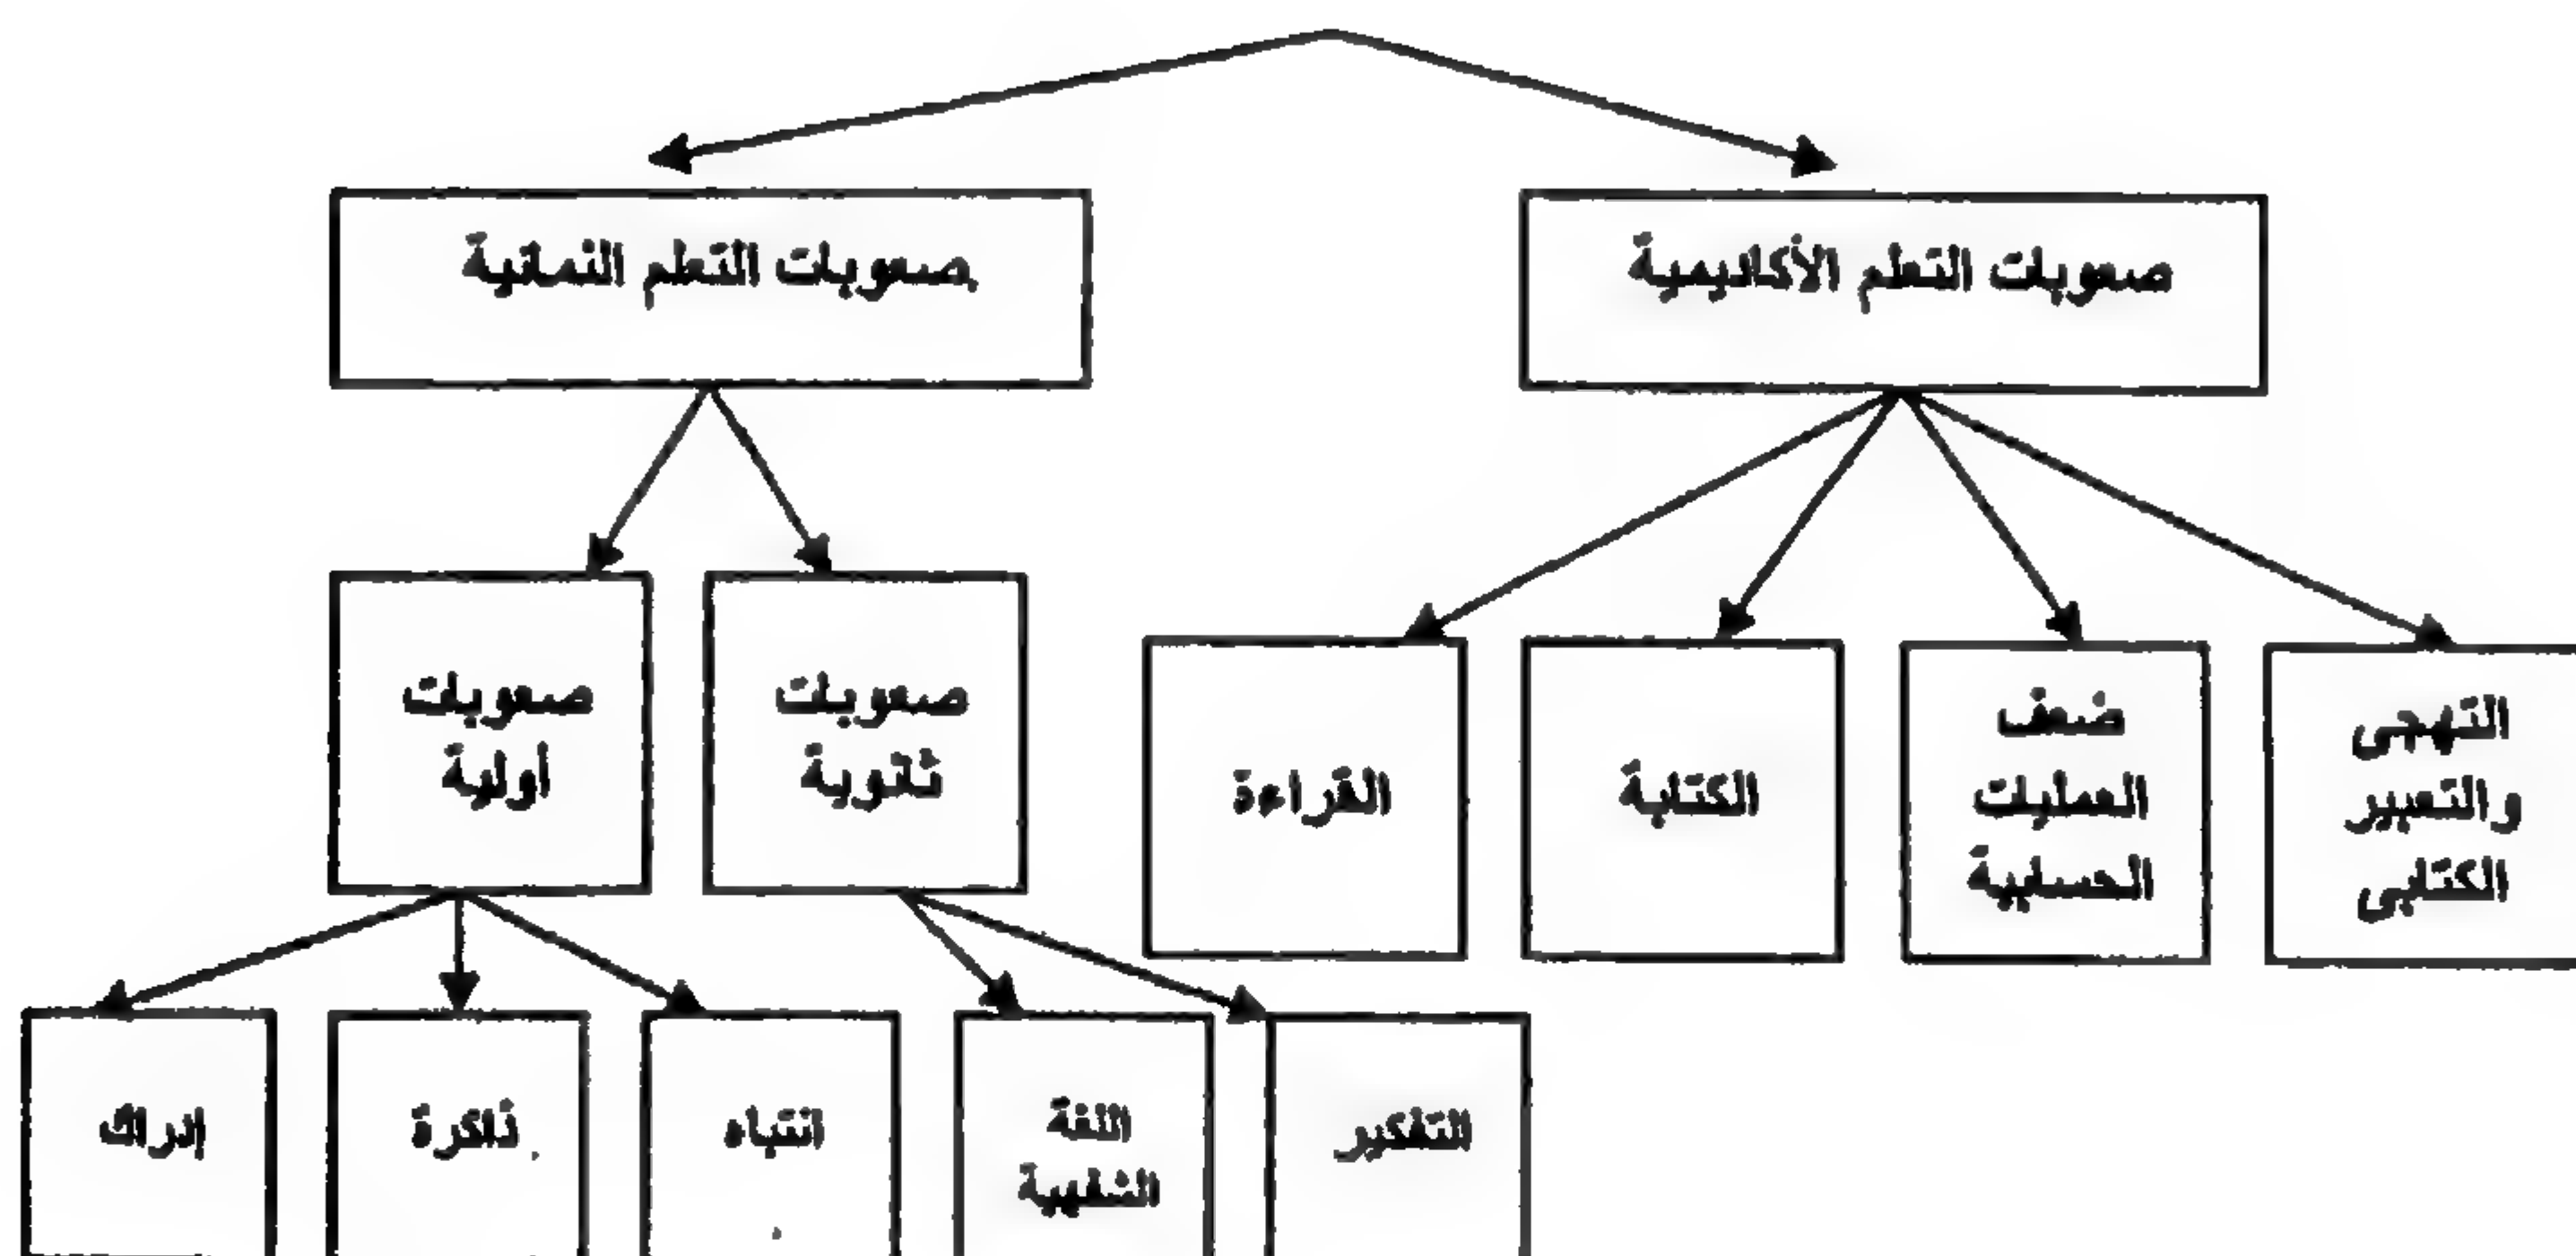 صعوبات التعلم الأكاديمية
صعوبات التعلم النمائية
التهجى
والتعبير
الكتابى
ضعف
العمليات
الحسابية
الكتابة
القراءة
صعوبات
ثانوية
صعوبات
أولية
التفكير
اللغة
الشفهية
انتباه
ذاكرة
إدراك